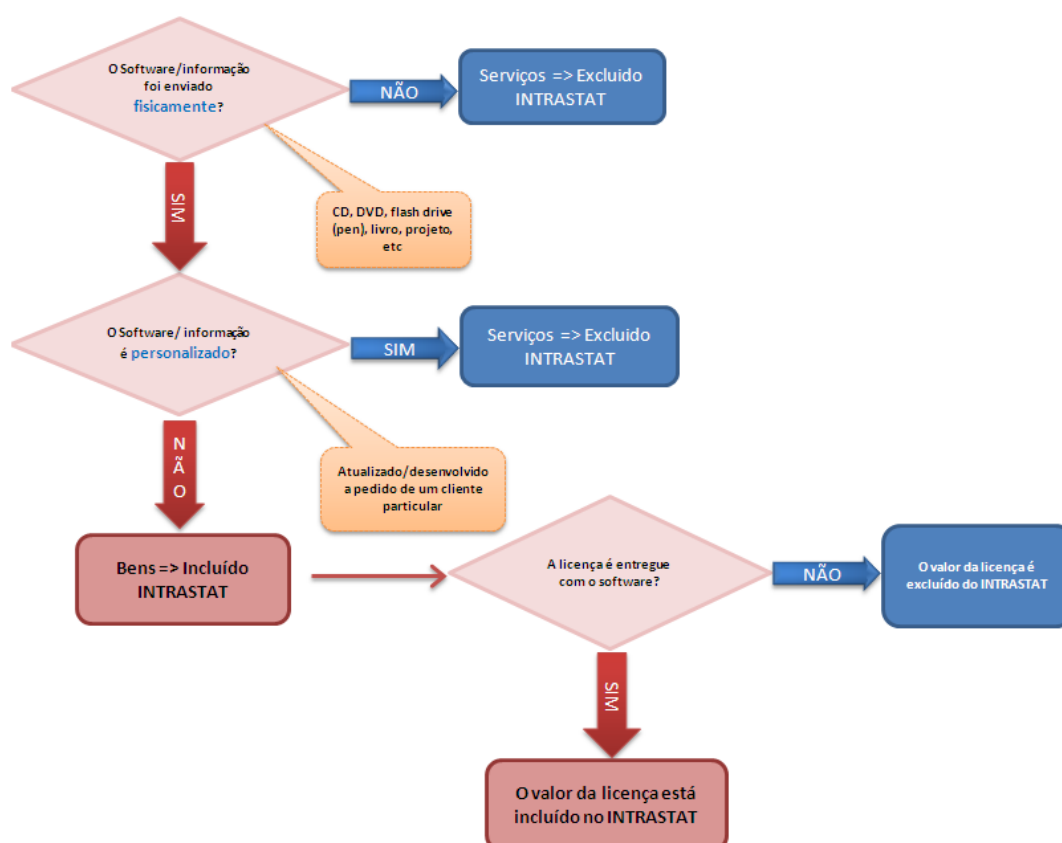 O Software/informação
foi enviado
fisicamente?
NÃO
Serviços => Excluido
INTRASTAT
SIM
CD, DVD, flash drive
(pen), livro, projeto,
etc
O Software/ informação
é personalizado?
SIM
Serviços => Excluido
INTRASTAT
N
Ã
O
Atualizado/desenvolvido
a pedido de um cliente
particular
Bens => Incluído
INTRASTAT
A licença é entregue
com o software?
NÃO
O valor da licença é
excluído do INTRASTAT
SIM
O valor da licença está
incluído no INTRASTAT